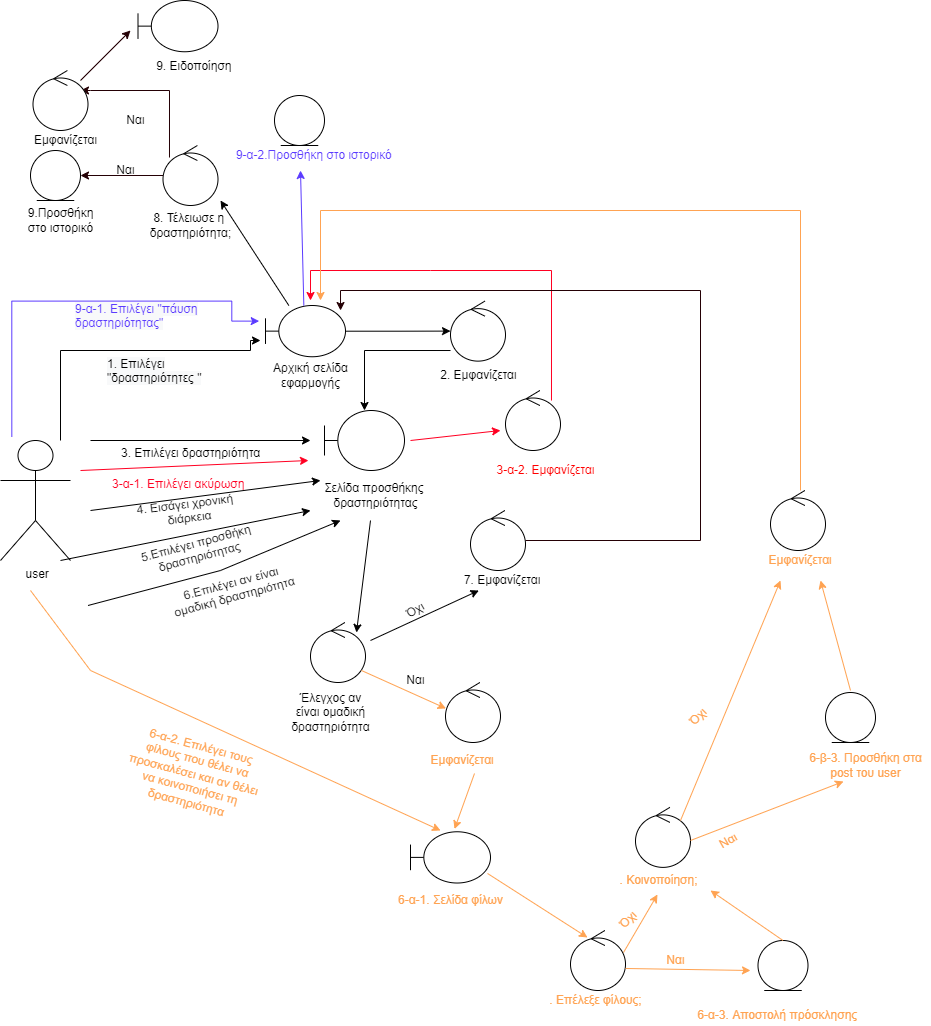 9. Ειδοποίηση
Ναι
Εμφανίζεται
Ναι
9.Προσθήκη
στο ιστορικό
8. Τέλειωσε η
δραστηριότητα;
9-α-2.Προσθήκη στο ιστορικό
9-α-1. Επιλέγει "πάυση
δραστηριότητας"
1. Επιλέγει
"δραστηριότητες "
Αρχική σελίδα
εφαρμογής
2. Εμφανίζεται
3. Επιλέγει δραστηριότητα
3-α-1. Επιλέγει ακύρωση
3-α-2. Εμφανίζεται
4. Εισάγει χρονική
διάρκεια
Σελίδα προσθήκης
δραστηριότητας
5.Επιλέγει προσθήκη
δραστηριότητας
user
6.Επιλέγει αν είναι
ομαδική δραστηριότητα
7. Εμφανίζεται
Εμφανίζεται
Όχι
Έλεγχος αν
είναι ομαδική
δραστηριότητα
Ναι
Εμφανίζεται
6-α-2. Επιλέγει τους
φίλους που θέλει να
προσκαλέσει και αν θέλει
να κοινοποιήσει τη
δραστηριότητα
Όχι
6-β-3. Προσθήκη στα
post του user
Ναι
. Κοινοποίηση;
6-α-1. Σελίδα φίλων
Όχι
Ναι
. Επέλεξε φίλους;
6-α-3. Αποστολή πρόσκλησης